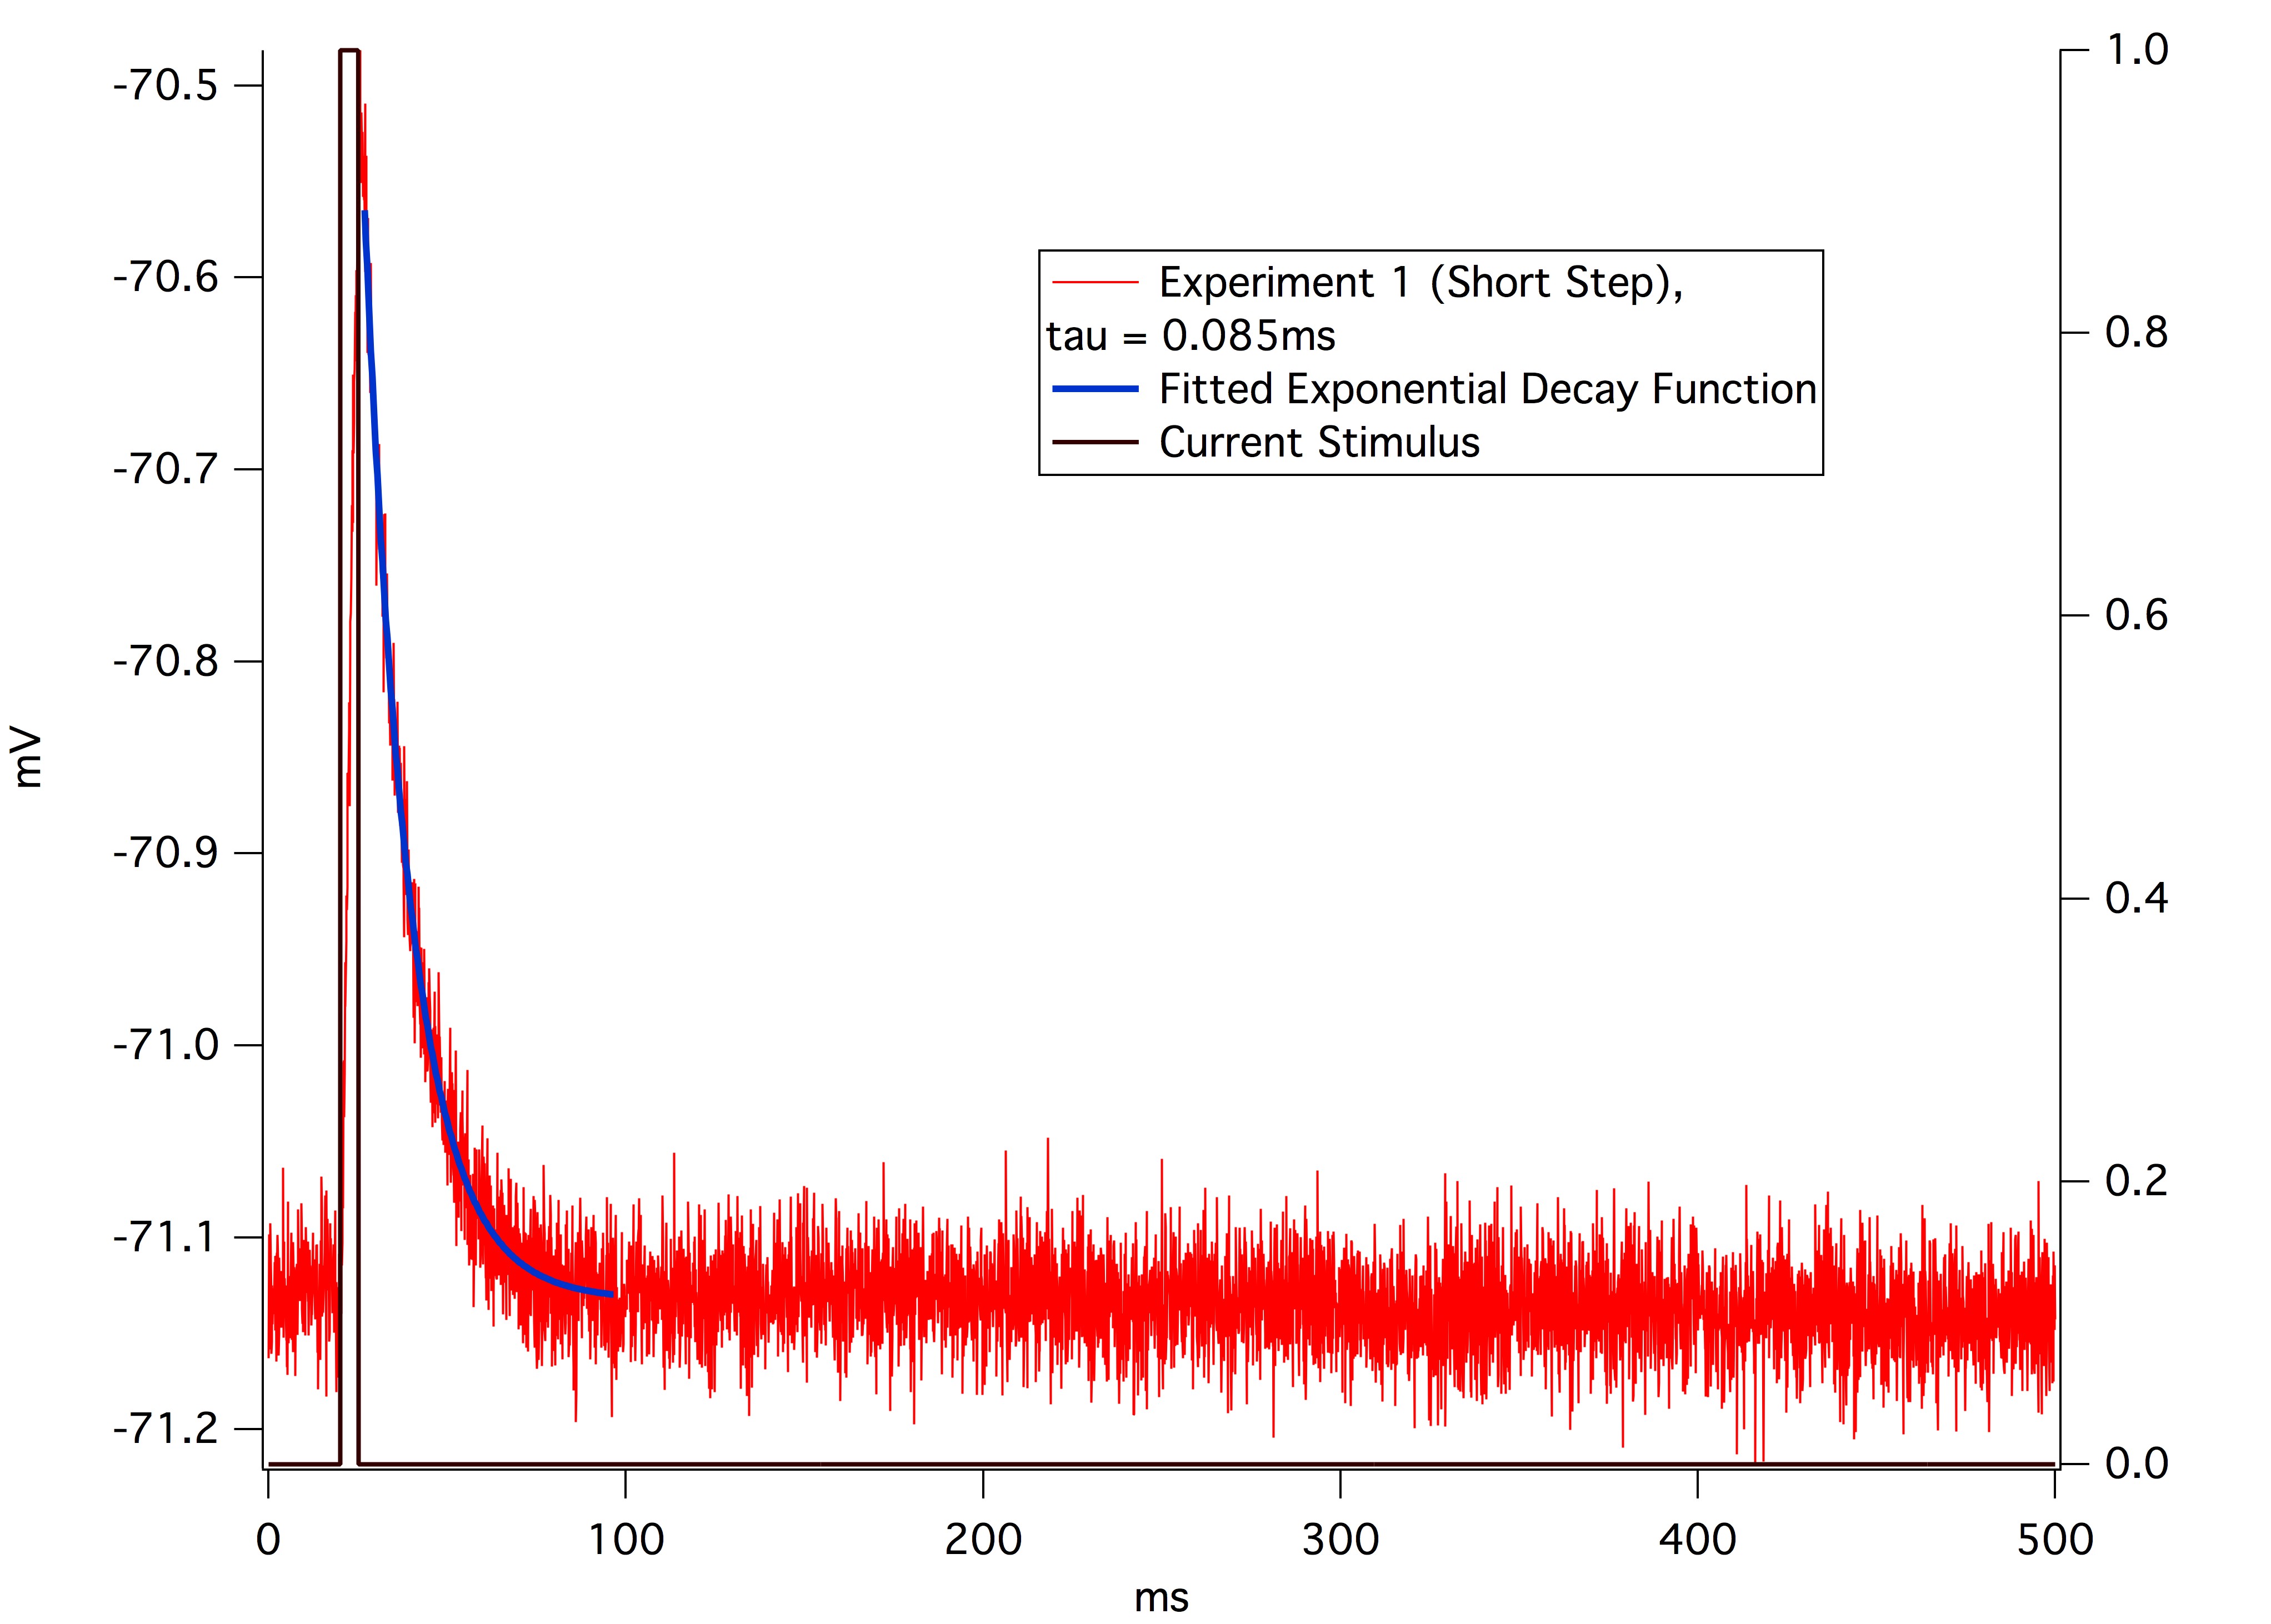 -70.5
-70.6
-70.7
-70.8
-70.9
-71.0
-71.1
-71.2
mV
Experiment 1 (Short Step),
tau = 0.085ms
Fitted Exponential Decay Function
Current Stimulus
1.0
0.8
0.6
0.4
0.2
0.0
0 100 200 300 400 500
ms